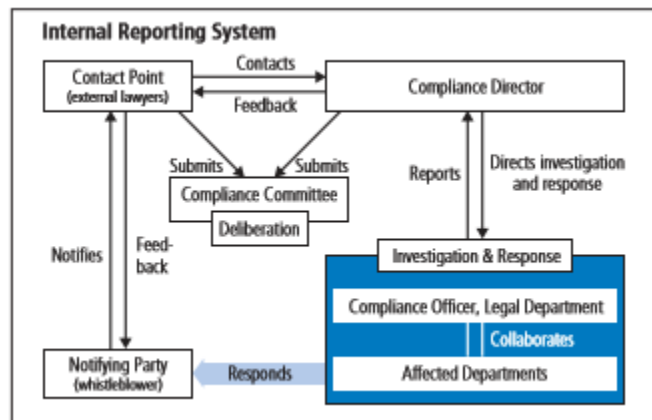 Internal Reporting System
Contact Point
(external lawyers)
Contacts
Feedback
Compliance Director
Submits
Submits
Compliance Committee
Deliberation
Reports
Directs investigation
and response
Notifies
Feed-
back
Investigation & Response
Compliance Officer, Legal Department
Collaborates
Affected Departments
Notifying Party
(whistleblower)
Responds